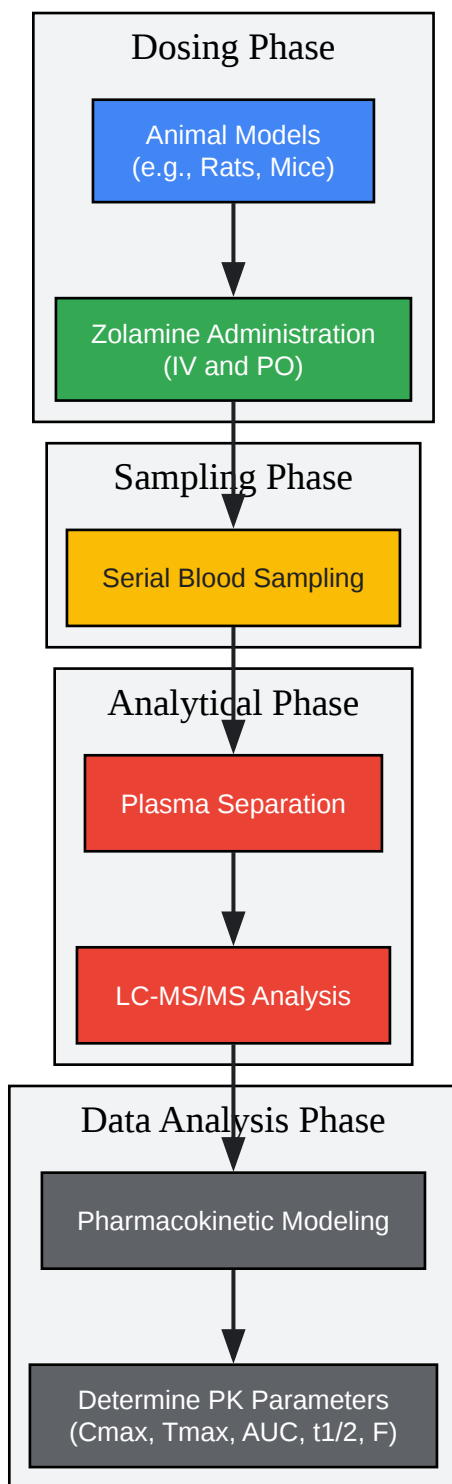 Dosing Phase
Animal Models
(e.g., Rats, Mice)
Zolamine Administration
(IV and PO)
Sampling Phase
Serial Blood Sampling
Analytical Phase
Plasma Separation
LC-MS/MS Analysis
Data Analysis Phase
Pharmacokinetic Modeling
Determine PK Parameters
(Cmax, Tmax, AUC, t1/2, F)